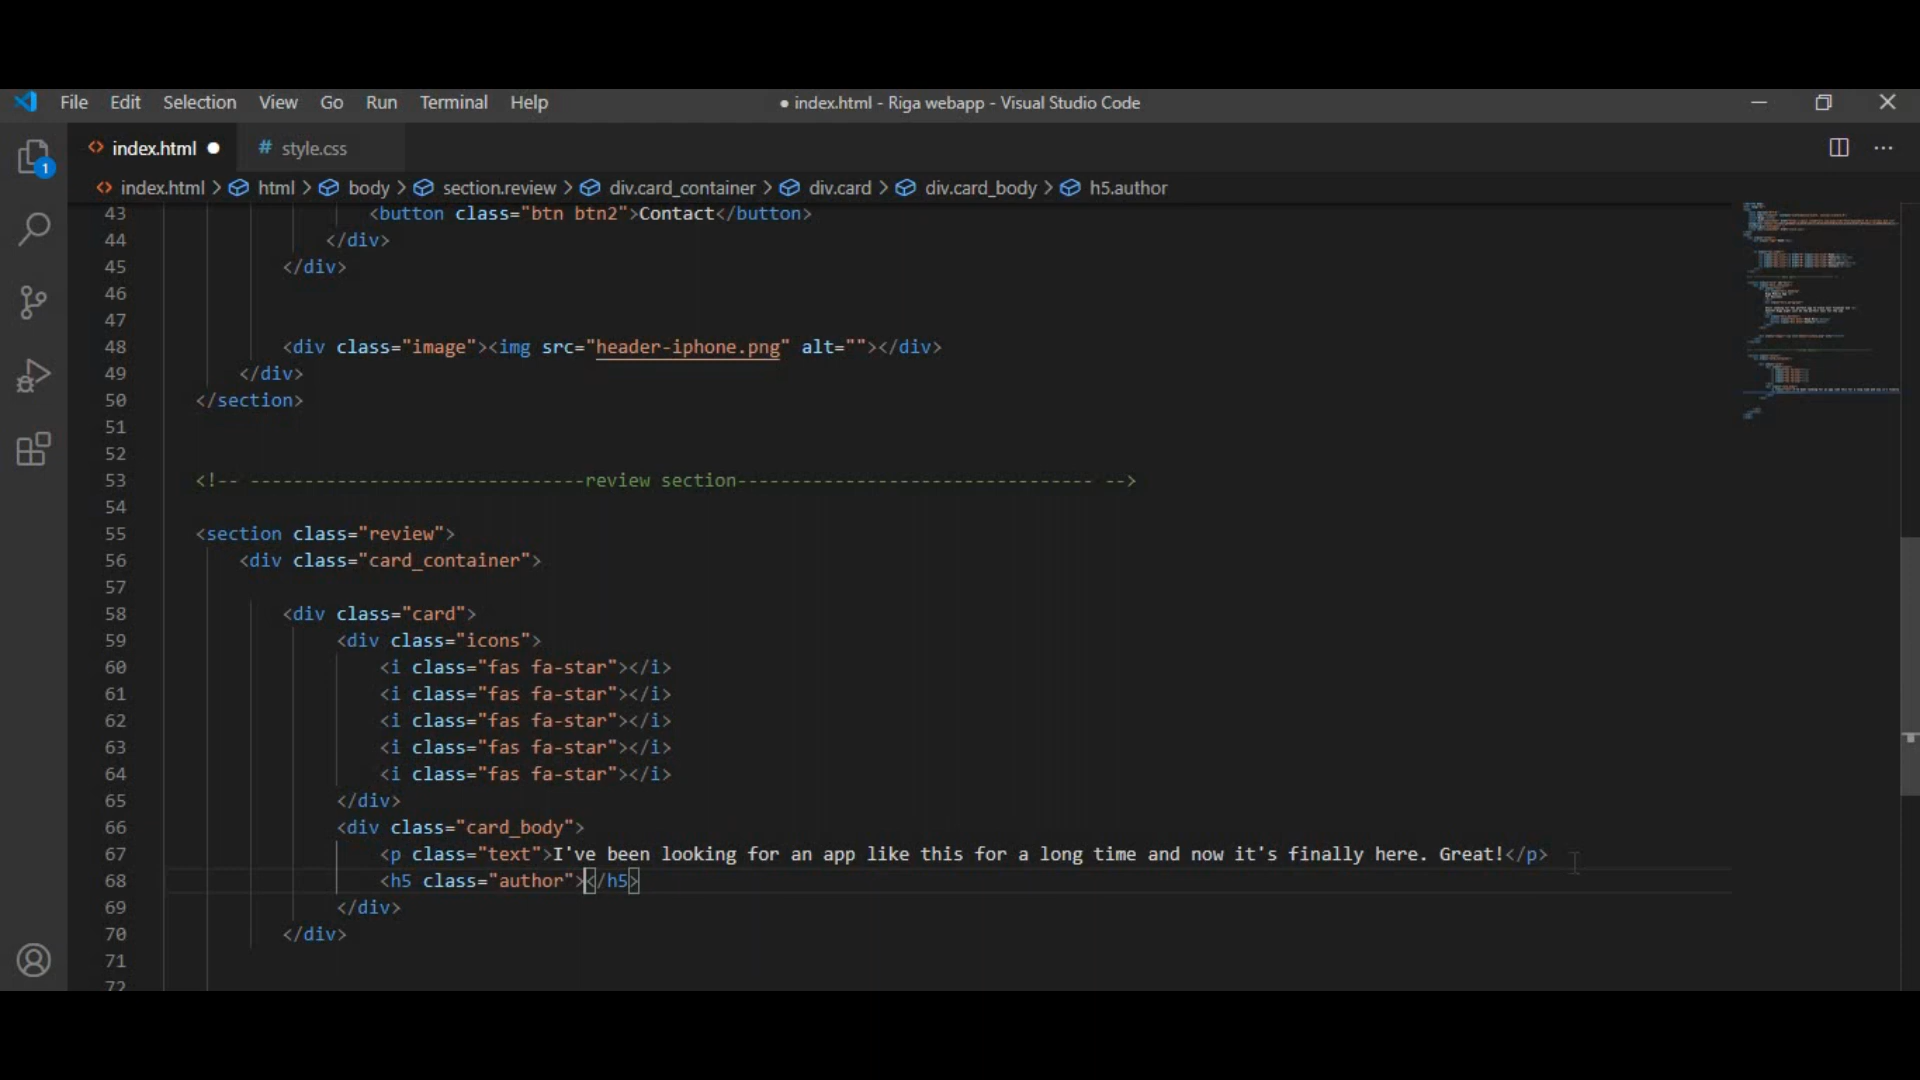 File Edit Selection View Go Run Terminal Help ● index.html - Riga webapp - Visual Studio Code
index.html ● # style.css
1
index.html > html > body > section.review > div.card_container > div.card > div.card_body > h5.author
43 <button class="btn btn2">Contact</button>
44 </div>
45 </div>
46
47
48 <div class="image"><img src="header-iphone.png" alt=""></div>
49 </div>
50 </section>
51
52
53 <!-- -------------------------------review section--------------------------------- -->
54
55 <section class="review">
56 <div class="card_container">
57
58 <div class="card">
59 <div class="icons">
60 <i class="fas fa-star"></i>
61 <i class="fas fa-star"></i>
62 <i class="fas fa-star"></i>
63 <i class="fas fa-star"></i>
64 <i class="fas fa-star"></i>
65 </div>
66 <div class="card_body">
67 <p class="text">I've been looking for an app like this for a long time and now it's finally here. Great!</p>
68 <h5 class="author"></h5>
69 </div>
70 </div>
71
72